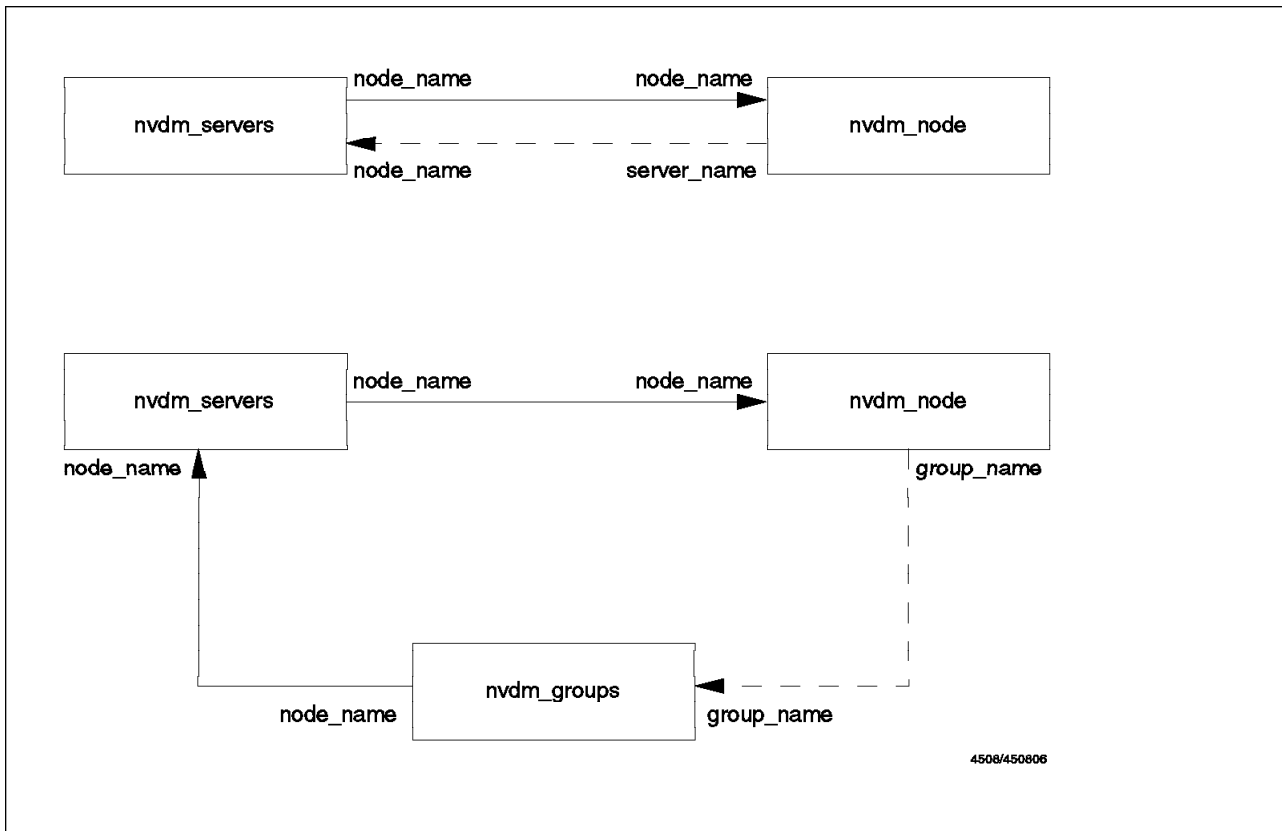 node_name node_name
nvdm_servers nvdm_node
node_name server_name
node_name node_name
nvdm_servers nvdm_node
node_name group_name
nvdm_groups
node_name group_name
4508/450806